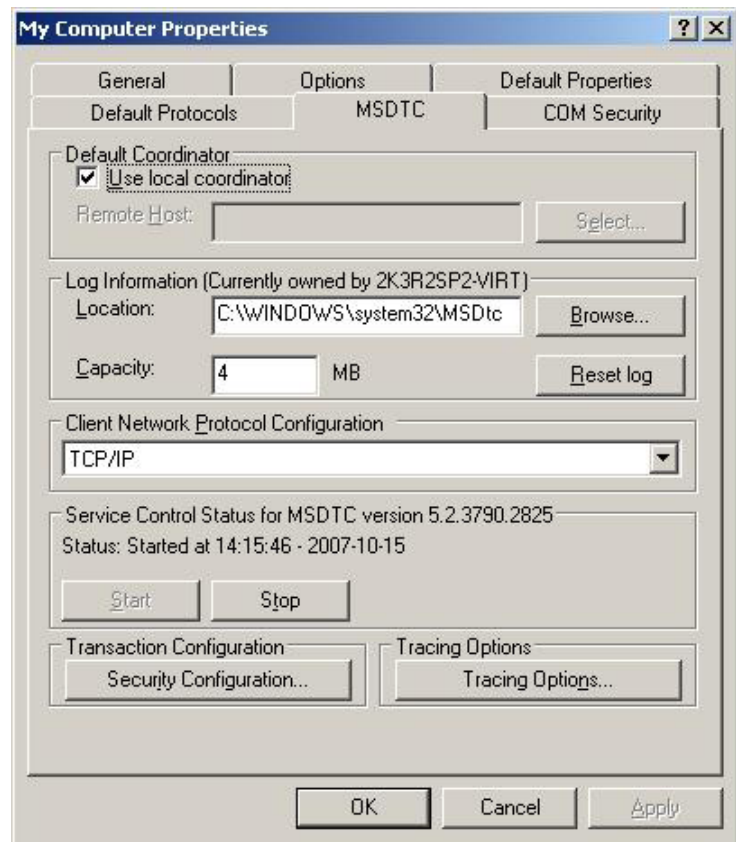 My Computer Properties
General Options Default Properties
Default Protocols MSDTC COM Security
Default Coordinator
Use local coordinator
Remote Host: Select...
Log Information (Currently owned by 2K3R2SP2-VIRT)
Location: C:\WINDOWS\system32\MSDtc Browse...
Capacity: 4 MB Reset log
Client Network Protocol Configuration
TCP/IP
Service Control Status for MSDTC version 5.2.3790.2825
Status: Started at 14:15:46 - 2007-10-15
Start Stop
Transaction Configuration Tracing Options
Security Configuration... Tracing Options...
OK Cancel Apply